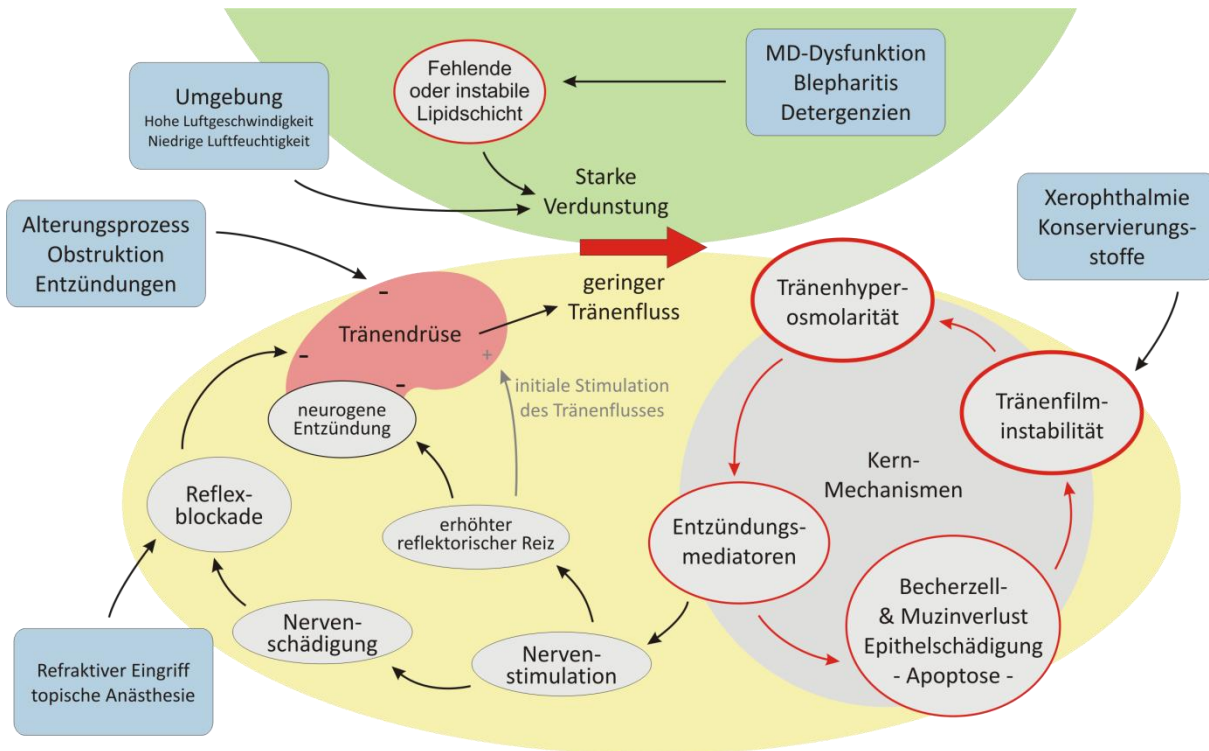 Fehlende
oder instabile
Lipidschicht
MD-Dysfunktion
Blepharitis
Detergenzien
Umgebung
Hohe Luftgeschwindigkeit
Niedrige Luftfeuchtigkeit
Starke
Verdunstung
Xerophthalmie
Konservierungs-
stoffe
Alterungsprozess
Obstruktion
Entzündungen
geringer
Tränenfluss
Tränenhyper-
osmolarität
-
Tränendrüse
-
+
-
initiale Stimulation
des Tränenflusses
neurogene
Entzündung
Tränenfilm-
instabilität
Kern-
Mechanismen
Reflex-
blockade
erhöhter
reflektorischer Reiz
Entzündungs-
mediatoren
Becherzell-
& Muzinverlust
Epithelschädigung
- Apoptose -
Nerven-
schädigung
Nerven-
stimulation
Refraktiver Eingriff
topische Anästhesie